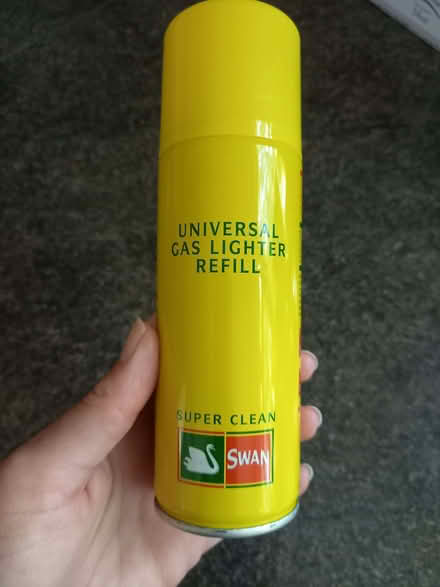 UNIVERSAL
GAS LIGHTER
REFILL
SUPER CLEAN
SWAN